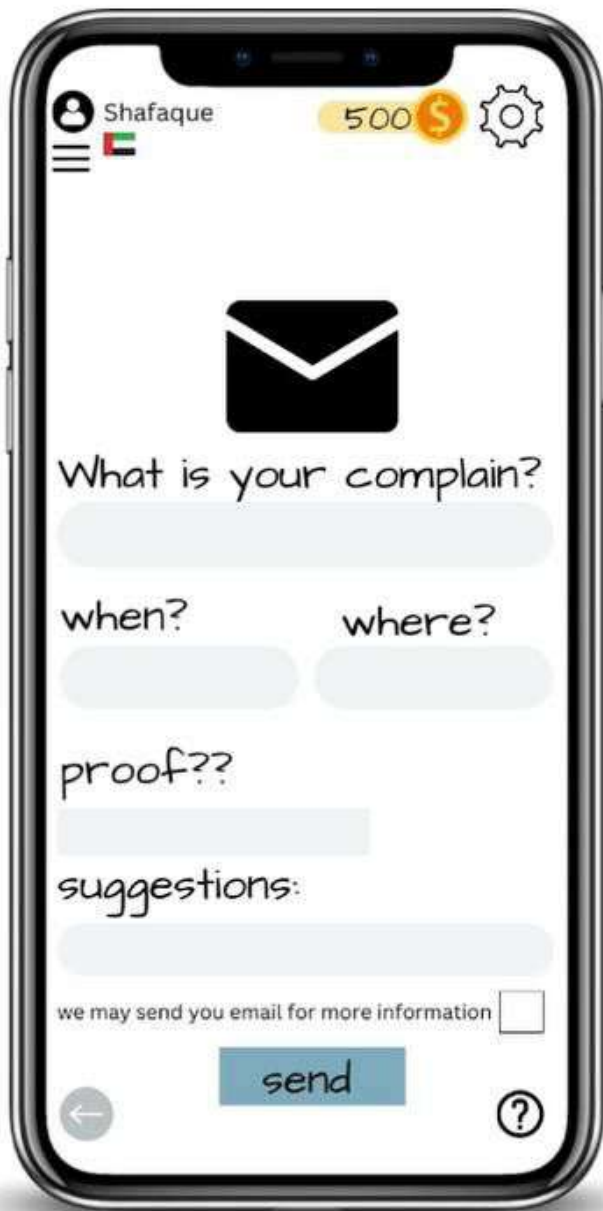 Shafaque
500 $
What is your complain?
when? where?
proof??
suggestions:
we may send you email for more information
send
?